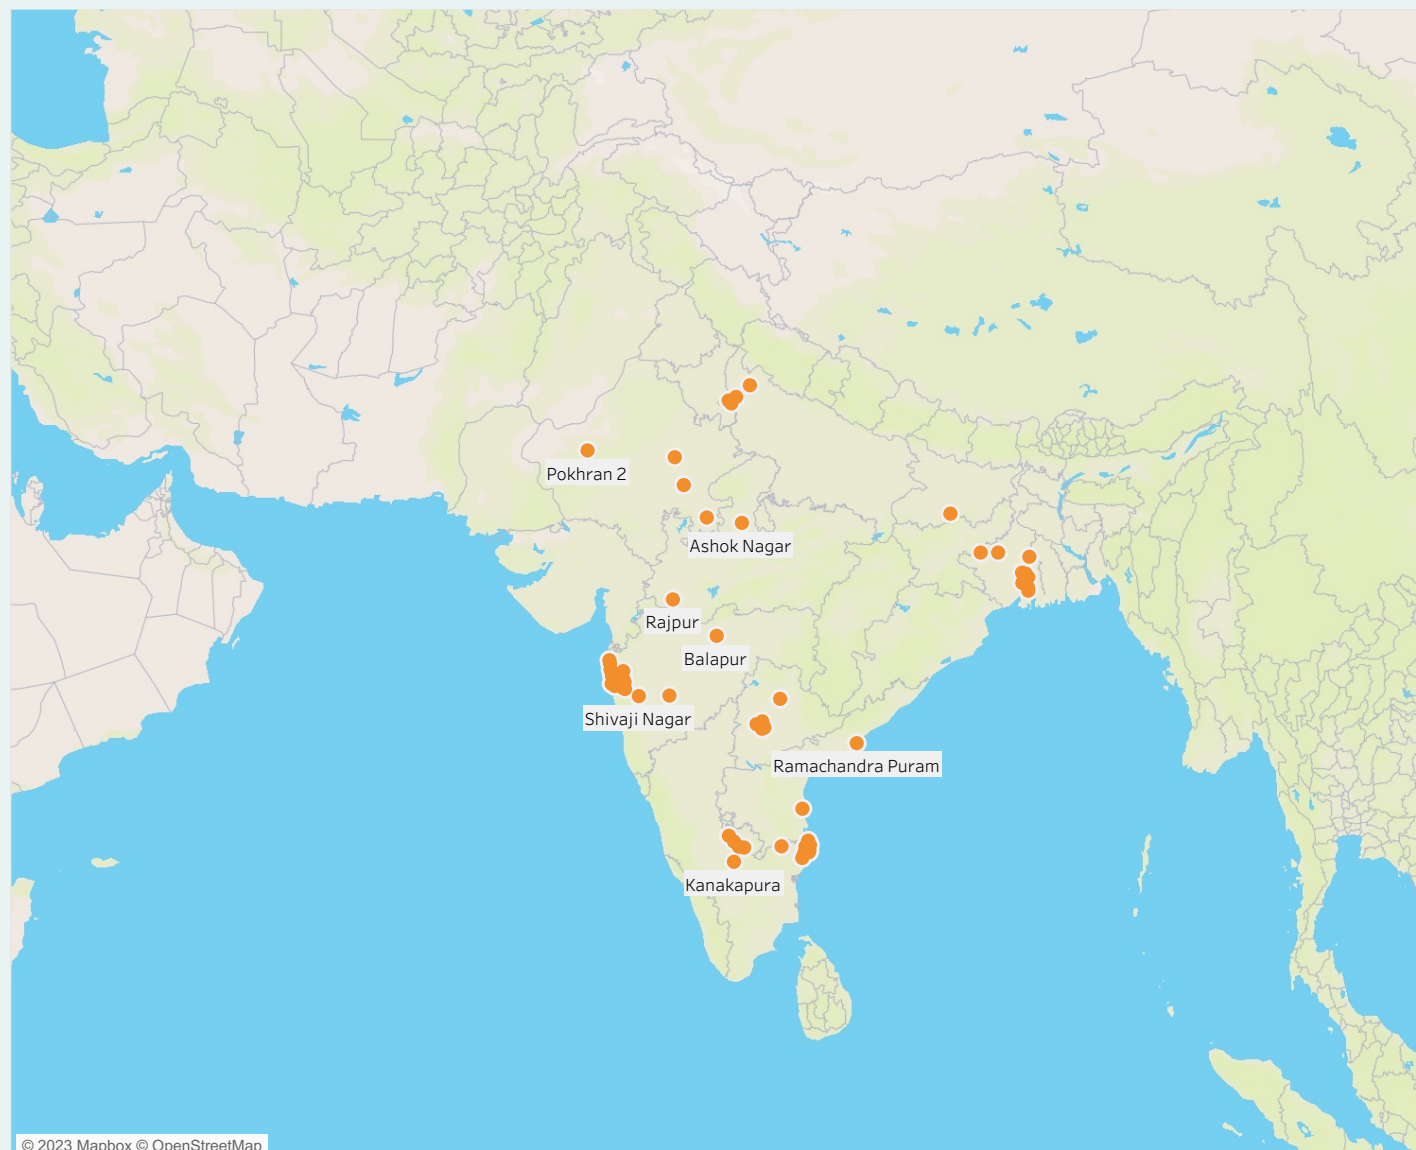 Pokhran 2
Ashok Nagar
Rajpur
Balapur
Shivaji Nagar
Ramachandra Puram
Kanakapura
© 2023 Mapbox © OpenStreetMap